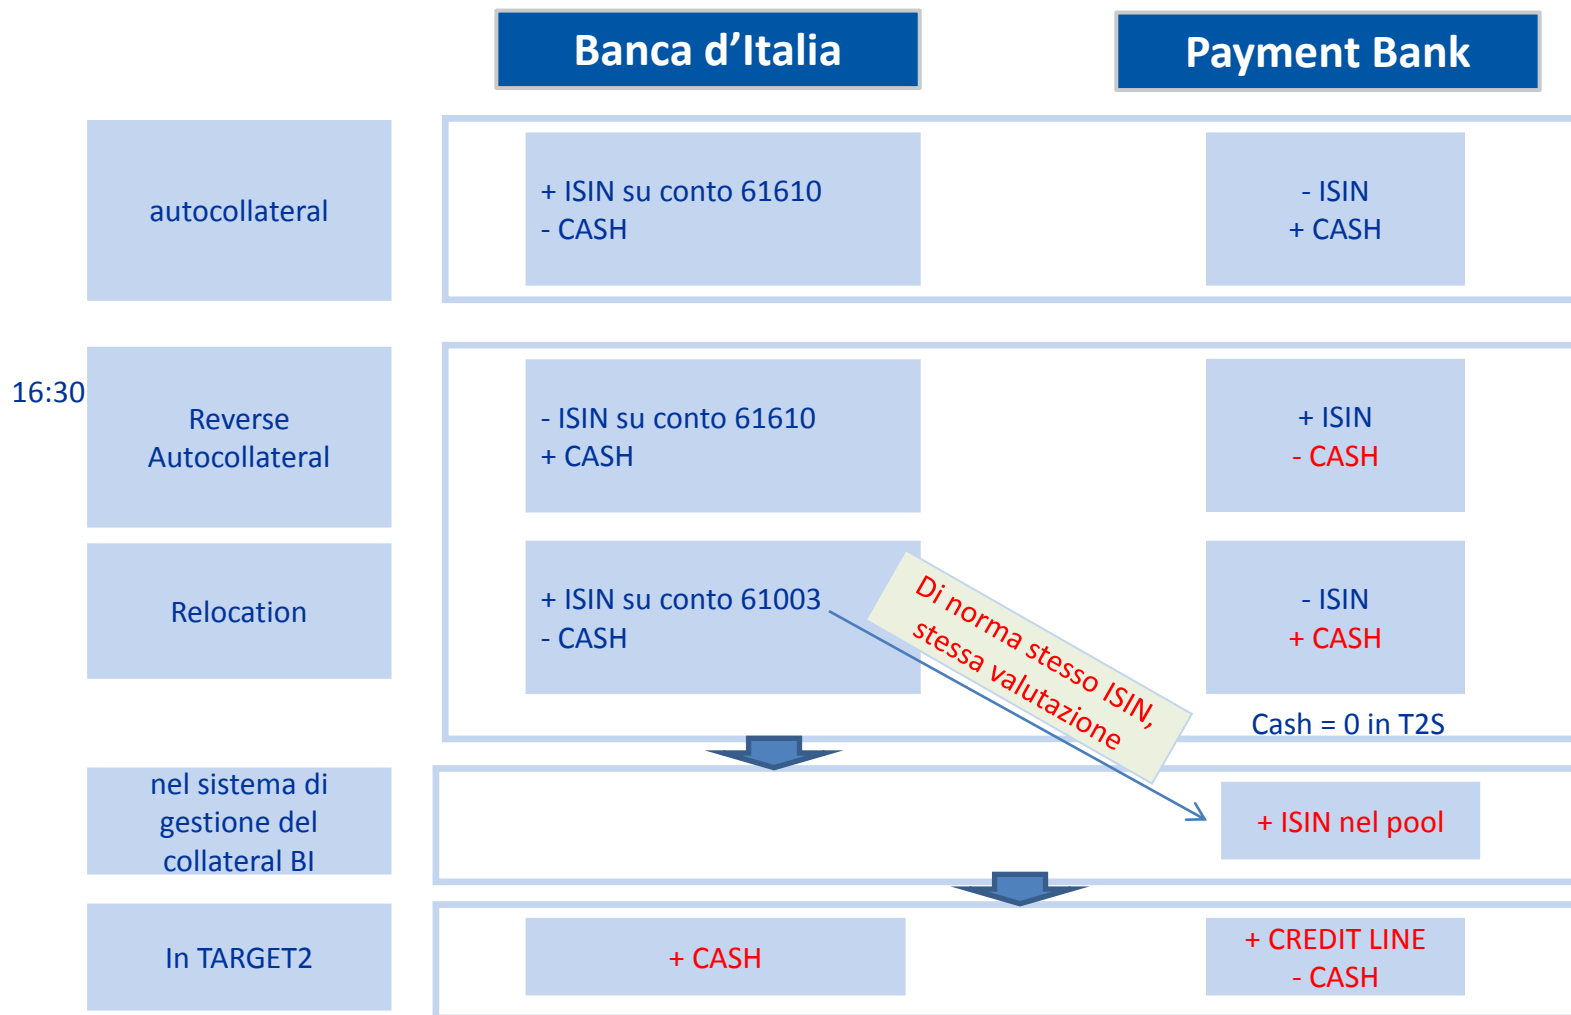 Banca d’Italia
Payment Bank
autocollateral
+ ISIN su conto 61610
- CASH
- ISIN
+ CASH
16:30
Reverse
Autocollateral
- ISIN su conto 61610
+ CASH
+ ISIN
- CASH
Relocation
+ ISIN su conto 61003
- CASH
Di norma stesso ISIN,
stessa valutazione
- ISIN
+ CASH
Cash = 0 in T2S
nel sistema di
gestione del
collateral BI
+ ISIN nel pool
In TARGET2
+ CASH
+ CREDIT LINE
- CASH